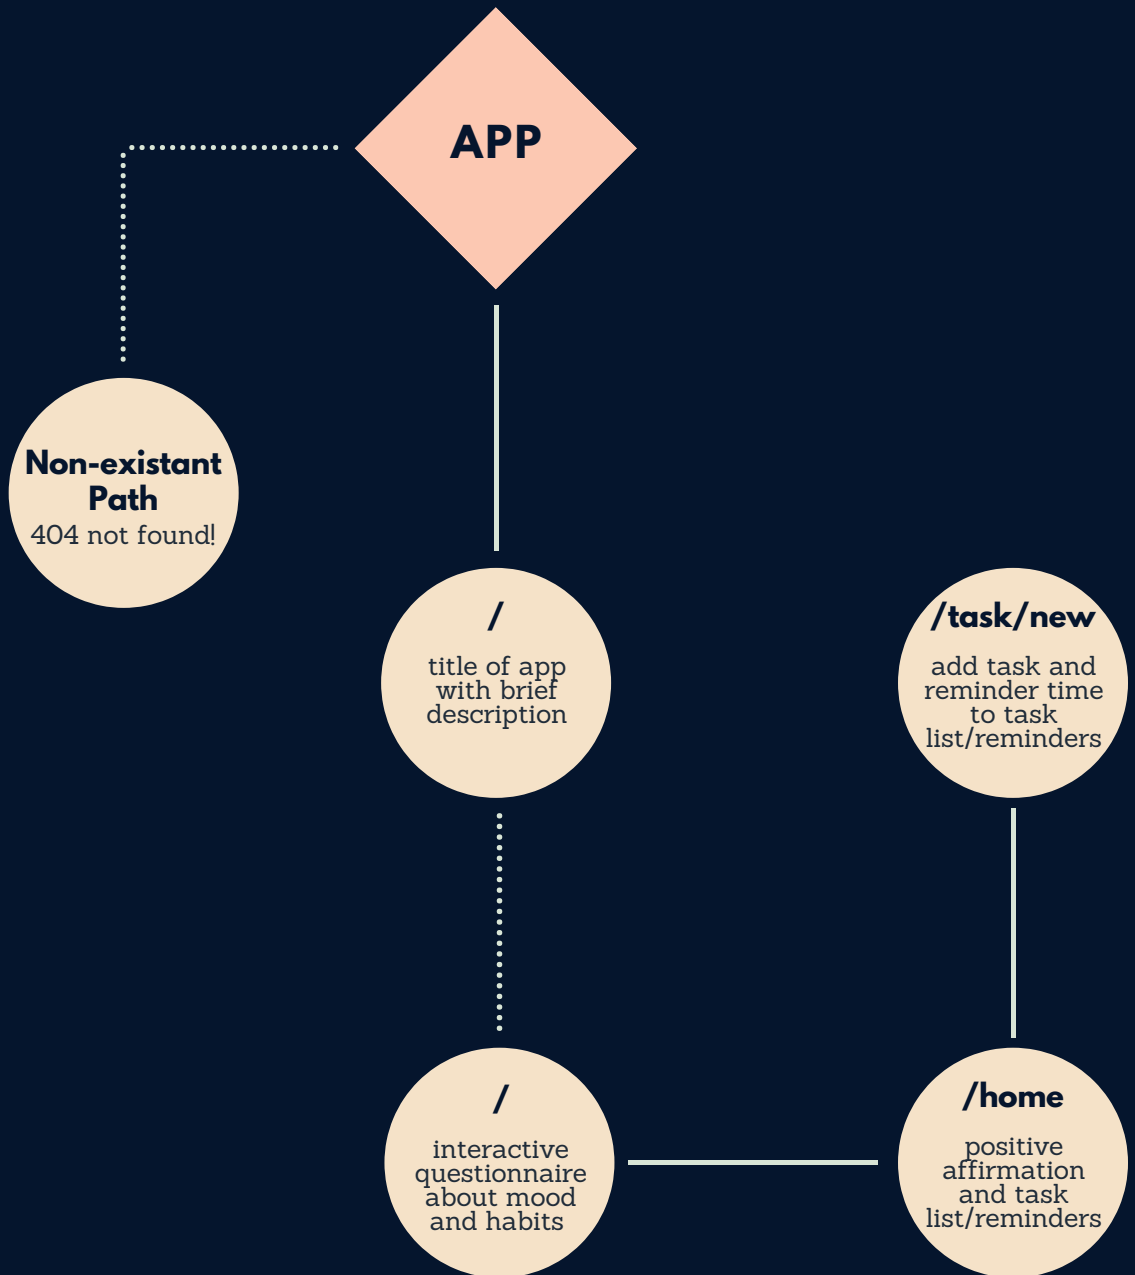 APP
Non-existant
Path
404 not found!
/
title of app
with brief
description
/task/new
add task and
reminder time
to task
list/reminders
/
interactive
questionnaire
about mood
and habits
/home
positive
affirmation
and task
list/reminders